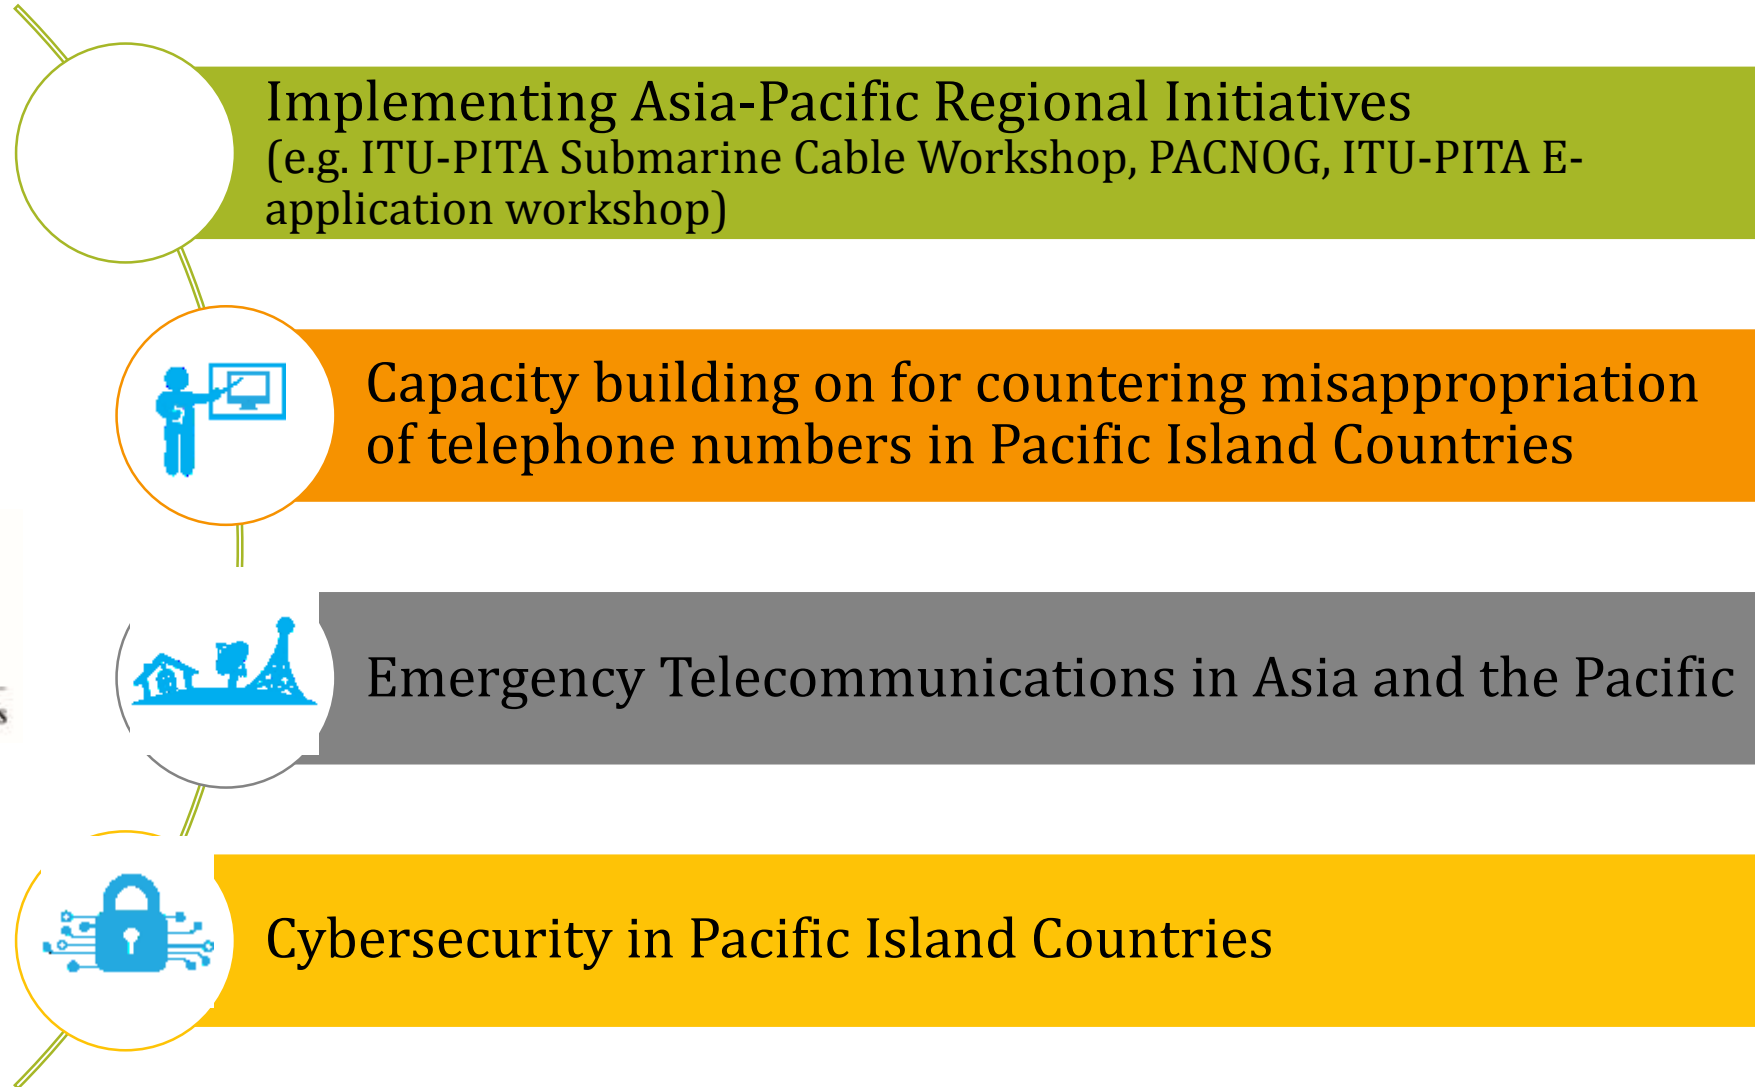 Implementing Asia-Pacific Regional Initiatives
(e.g. ITU-PITA Submarine Cable Workshop, PACNOG, ITU-PITA E-
application workshop)
Capacity building on for countering misappropriation
of telephone numbers in Pacific Island Countries
Emergency Telecommunications in Asia and the Pacific
Cybersecurity in Pacific Island Countries